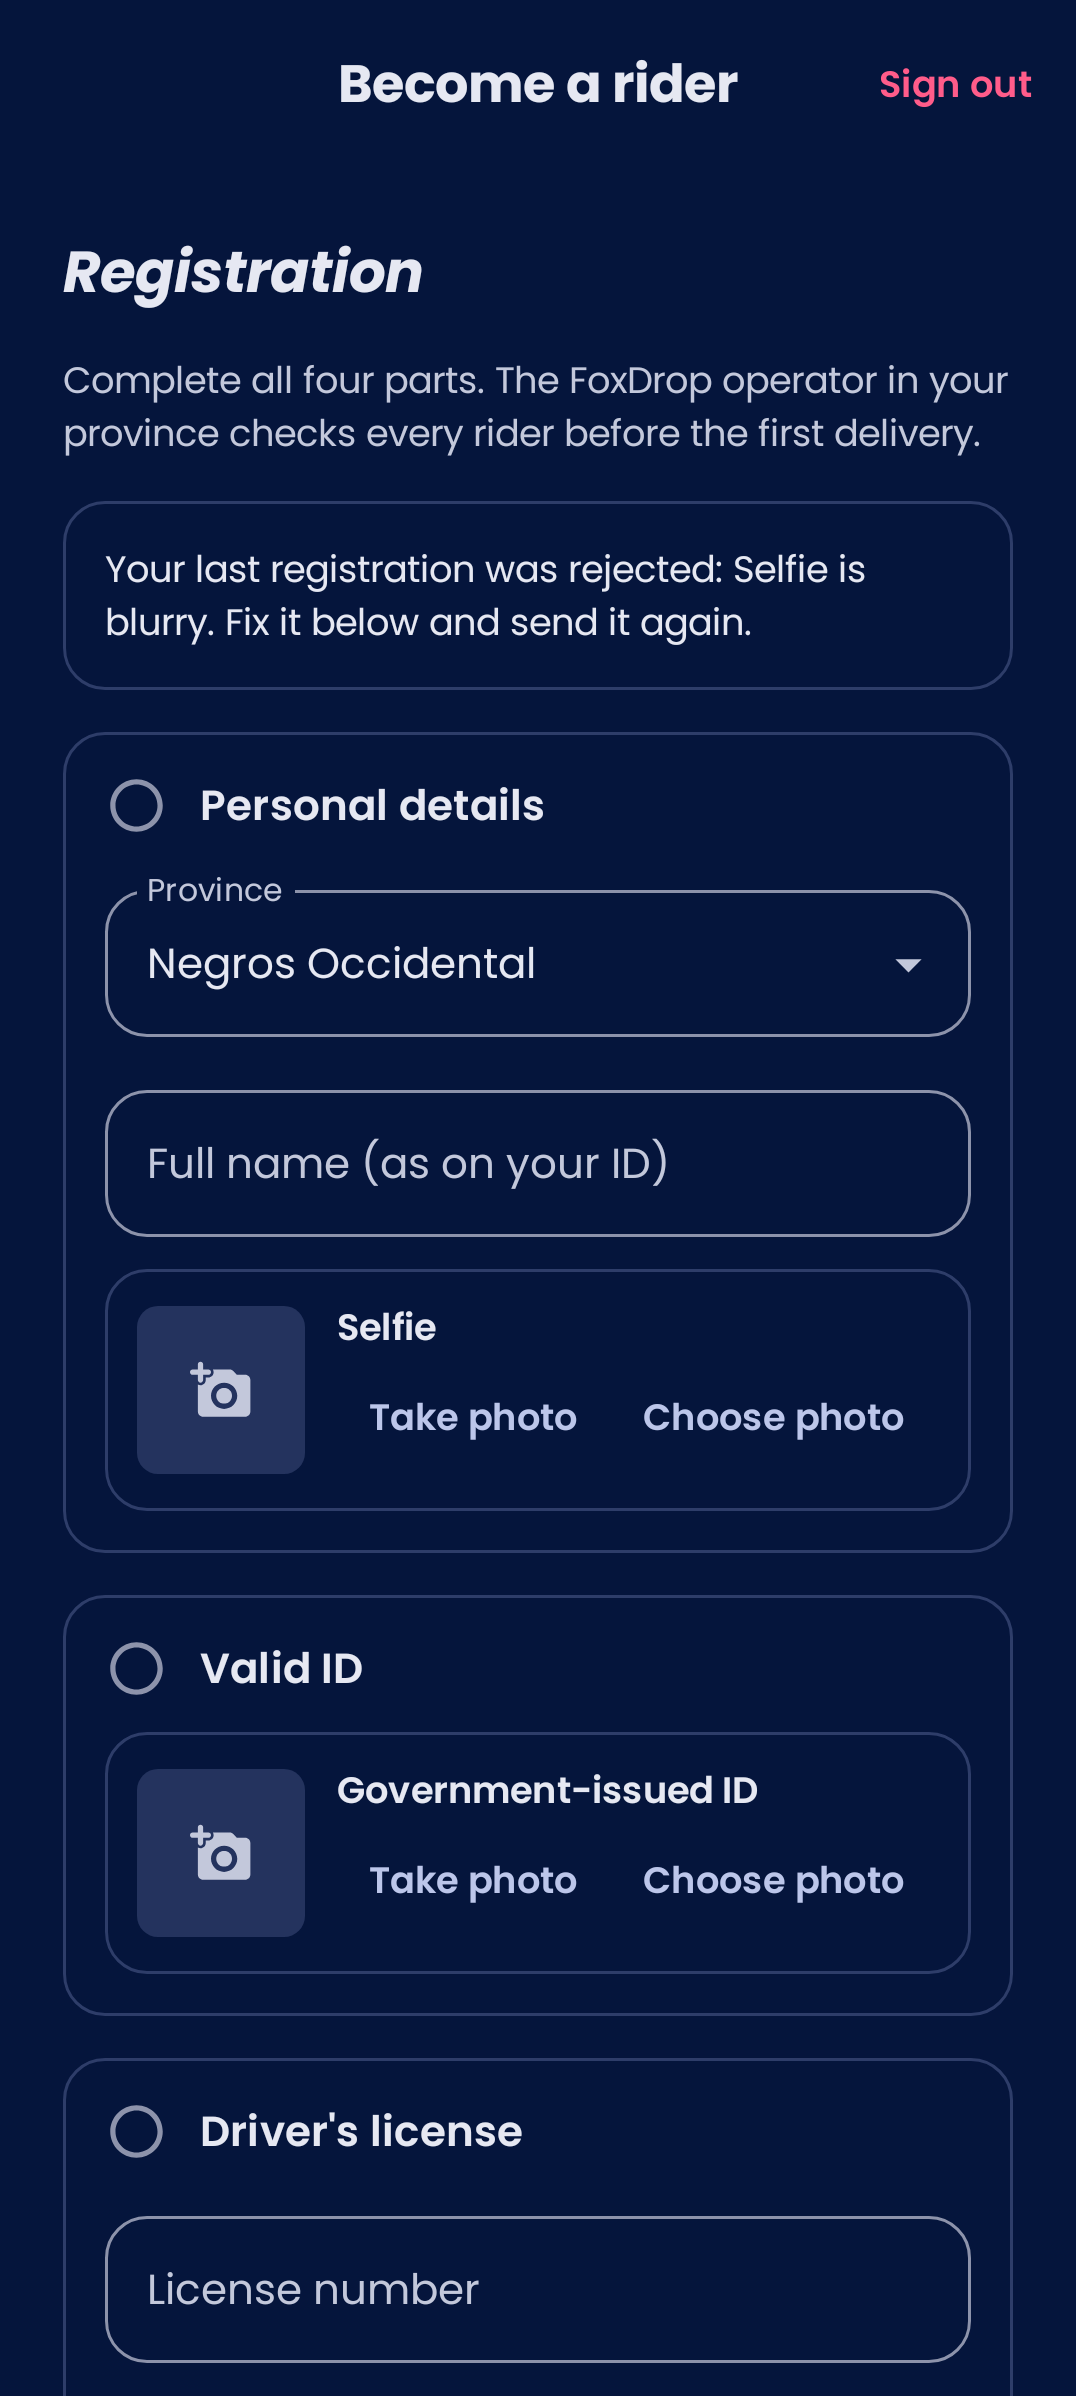 Become a rider
Sign out
Registration
Complete all four parts. The FoxDrop operator in your
province checks every rider before the first delivery.
Your last registration was rejected: Selfie is
blurry. Fix it below and send it again.
Personal details
Province
Negros Occidental
Full name (as on your ID)
Selfie
Take photo
Choose photo
Valid ID
Government-issued ID
Take photo
Choose photo
Driver's license
License number